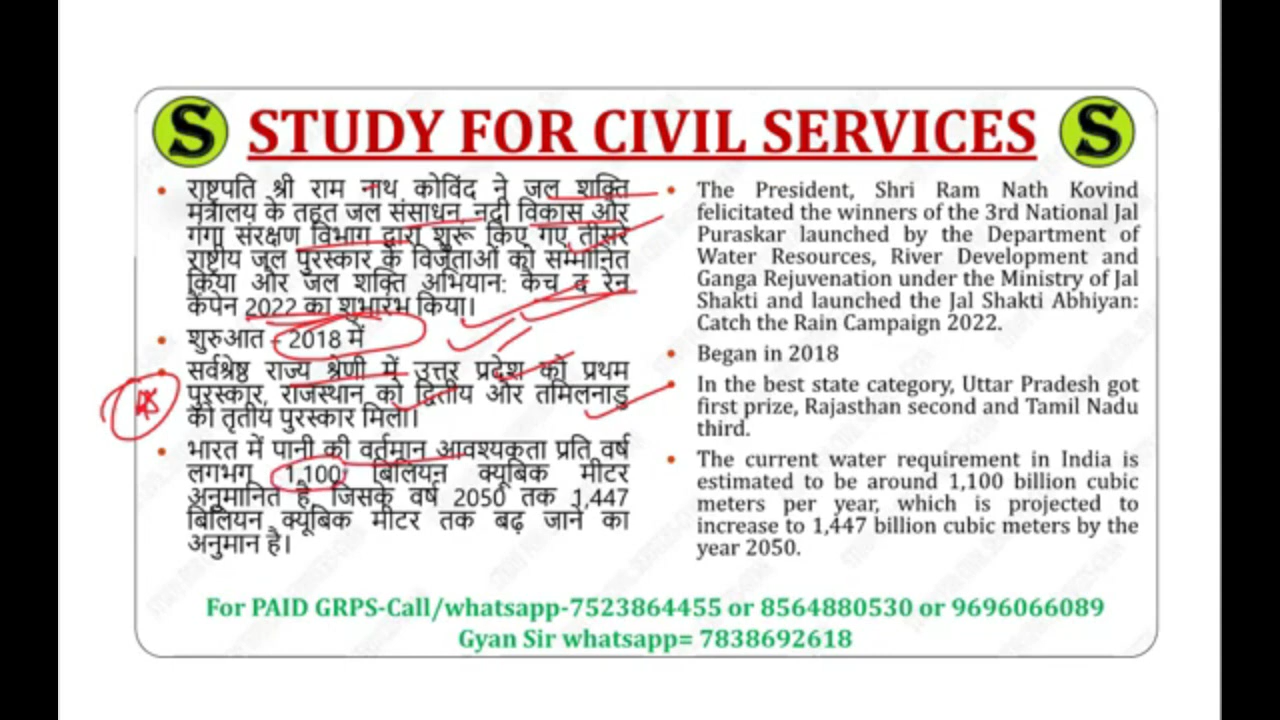 S STUDY FOR CIVIL SERVICES S
• राष्ट्रपति श्री राम नाथ कोविंद ने जल शक्ति
मंत्रालय के तहत जल संसाधन, नदी विकास और
गंगा संरक्षण विभाग द्वारा शुरू किए गए तीसरे
राष्ट्रीय जल पुरस्कार के विजेताओं को सम्मानित
किया और जल शक्ति अभियान: कैच द रेन
कैंपेन 2022 का शुभारंभ किया।
• शुरुआत - 2018 में
• सर्वश्रेष्ठ राज्य श्रेणी में उत्तर प्रदेश को प्रथम
पुरस्कार, राजस्थान को द्वितीय और तमिलनाडु
को तृतीय पुरस्कार मिला।
• भारत में पानी की वर्तमान आवश्यकता प्रति वर्ष
लगभग 1,100 बिलियन क्यूबिक मीटर
अनुमानित है, जिसके वर्ष 2050 तक 1,447
बिलियन क्यूबिक मीटर तक बढ़ जाने का
अनुमान है।
• The President, Shri Ram Nath Kovind
felicitated the winners of the 3rd National Jal
Puraskar launched by the Department of
Water Resources, River Development and
Ganga Rejuvenation under the Ministry of Jal
Shakti and launched the Jal Shakti Abhiyan:
Catch the Rain Campaign 2022.
• Began in 2018
• In the best state category, Uttar Pradesh got
first prize, Rajasthan second and Tamil Nadu
third.
• The current water requirement in India is
estimated to be around 1,100 billion cubic
meters per year, which is projected to
increase to 1,447 billion cubic meters by the
year 2050.
For PAID GRPS-Call/whatsapp-7523864455 or 8564880530 or 9696066089
Gyan Sir whatsapp= 7838692618